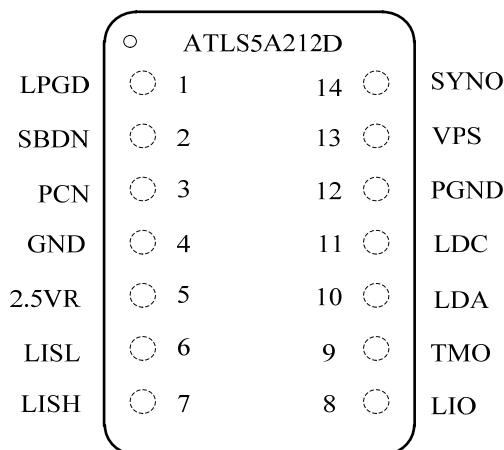 ATLS5A212D
LPGD 1 14 SYNO
SBDN 2 13 VPS
PCN 3 12 PGND
GND 4 11 LDC
2.5VR 5 10 LDA
LISL 6 9 TMO
LISH 7 8 LIO